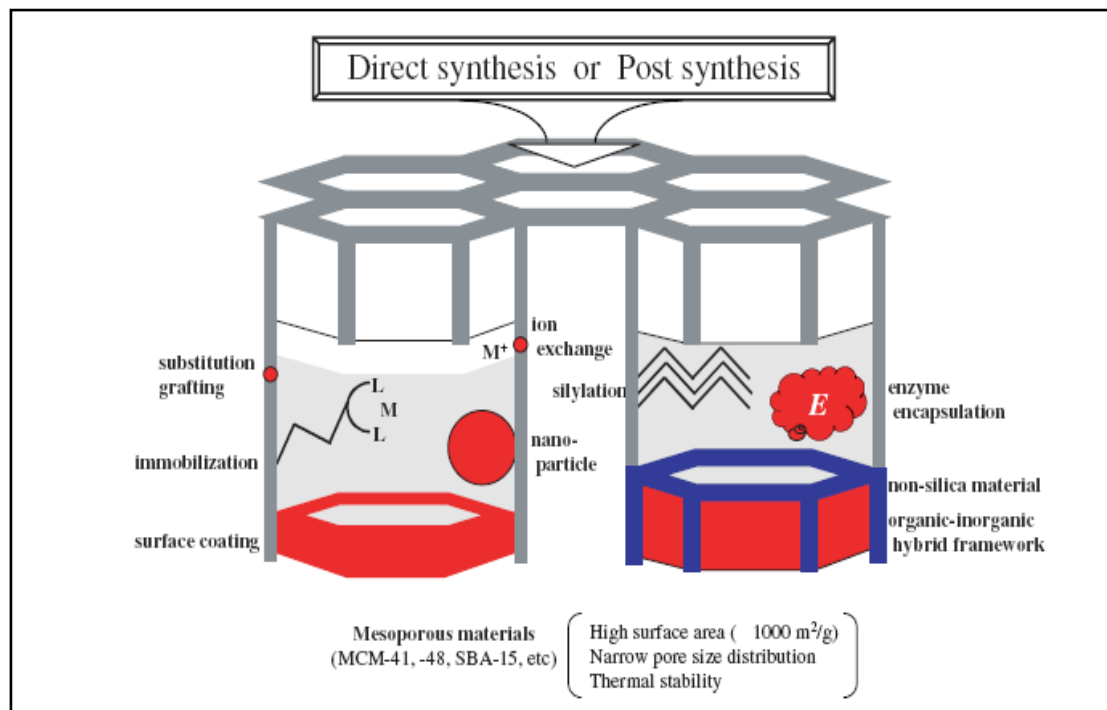 Direct synthesis or Post synthesis
substitution
grafting
immobilization
surface coating
L
M
L
M⁺
ion
exchange
nano-
particle
silylation
E
enzyme
encapsulation
non-silica material
organic-inorganic
hybrid framework
Mesoporous materials
(MCM-41, -48, SBA-15, etc)
High surface area ( 1000 m²/g)
Narrow pore size distribution
Thermal stability